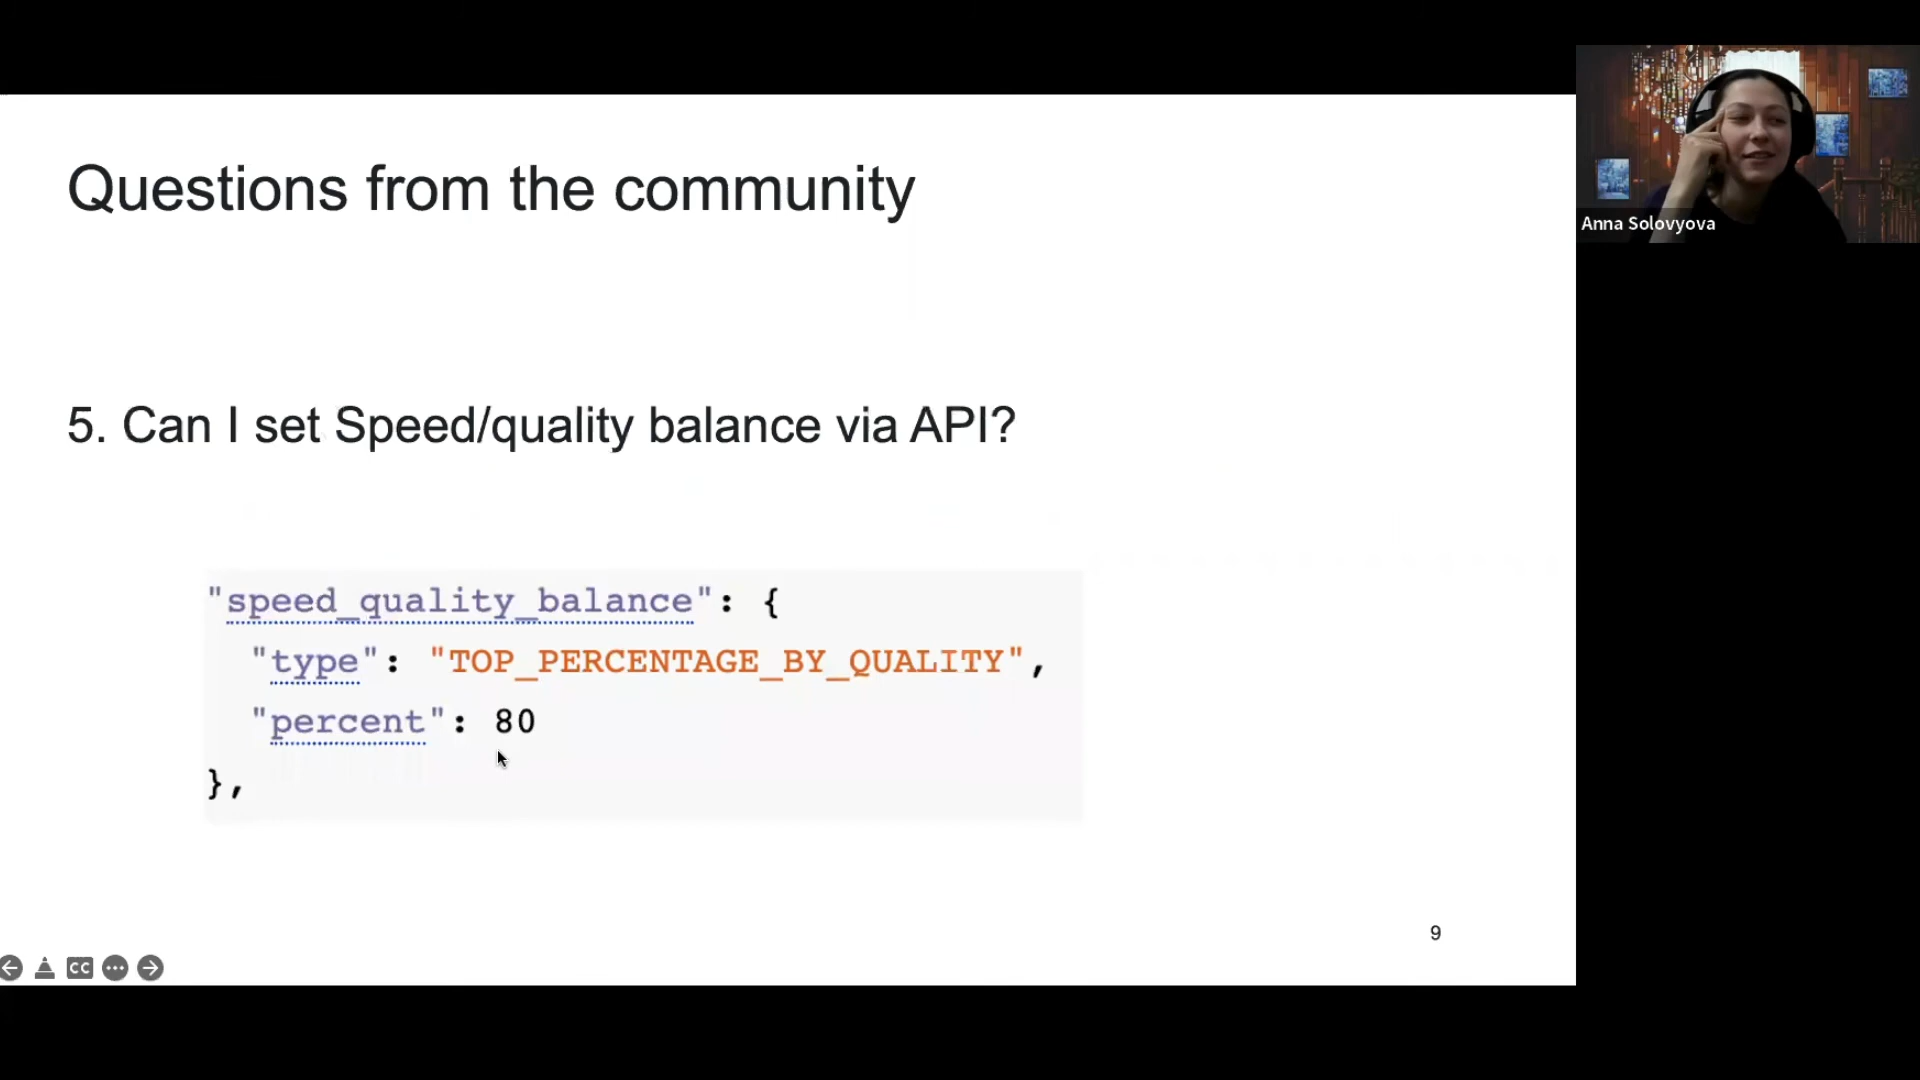 Questions from the community
Anna Solovyova
5. Can I set Speed/quality balance via API?
"speed_quality_balance": {
"type": "TOP_PERCENTAGE_BY_QUALITY",
"percent": 80
},
9
CC